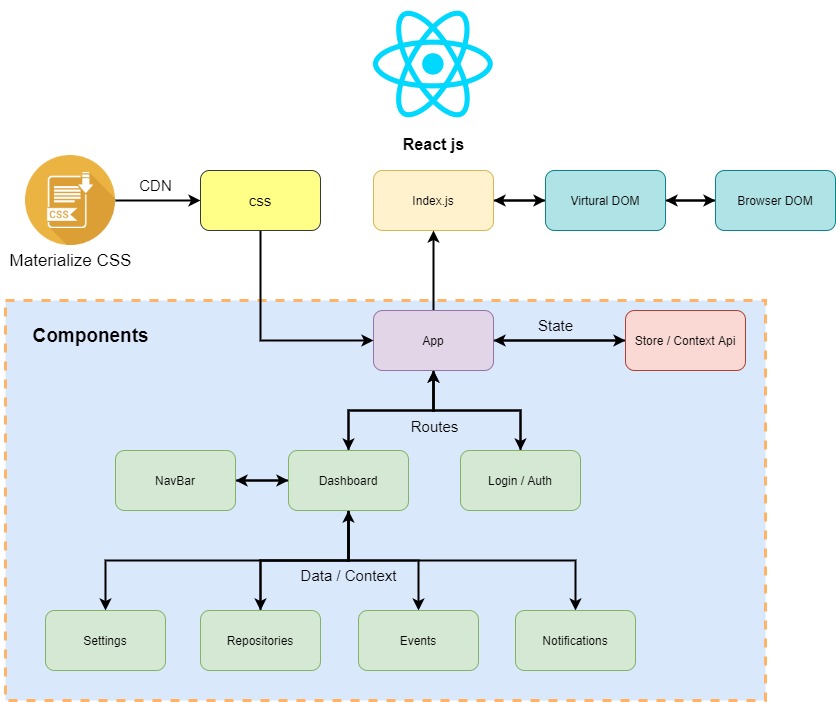 React js
CDN
CSS
css
Index.js
Virtural DOM
Browser DOM
Materialize CSS
Components
App
State
Store / Context Api
Routes
NavBar
Dashboard
Login / Auth
Data / Context
Settings
Repositories
Events
Notifications